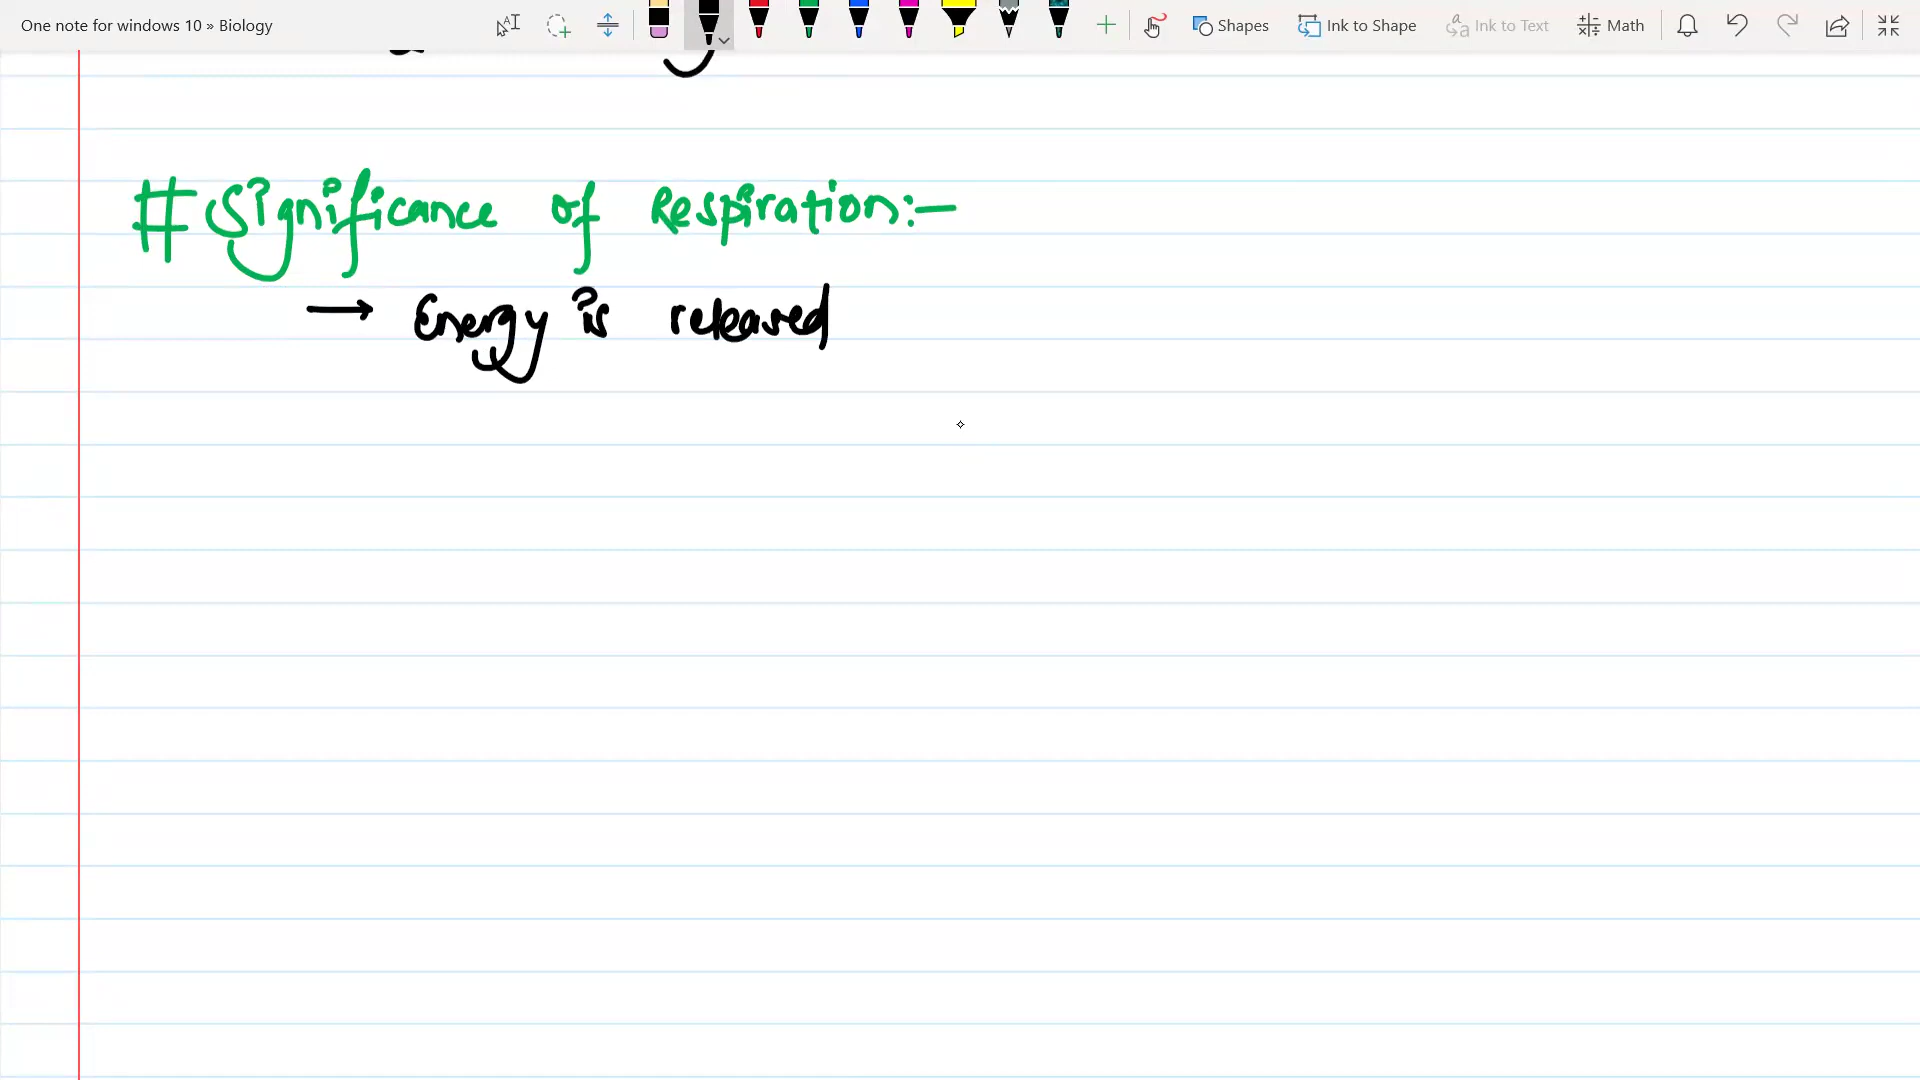 One note for windows 10 » Biology
Shapes
Ink to Shape
Ink to Text
Math
# Significance of Respiration:-
→ Energy is released